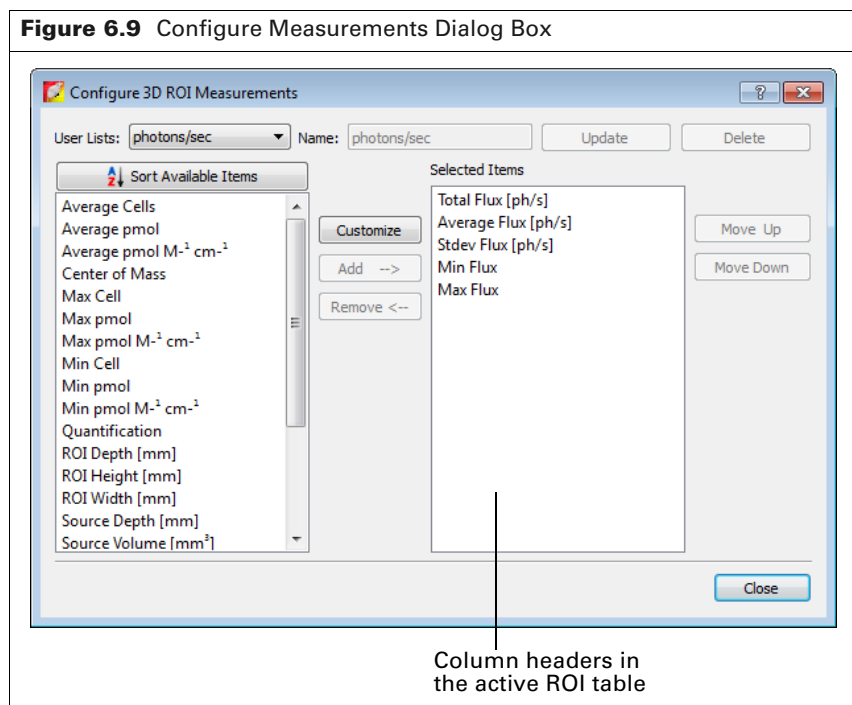 Figure 6.9 Configure Measurements Dialog Box
Configure 3D ROI Measurements
User Lists: photons/sec Name: photons/sec Update Delete
Sort Available Items
Average Cells
Average pmol
Average pmol M-¹ cm-¹
Center of Mass
Max Cell
Max pmol
Max pmol M-¹ cm-¹
Min Cell
Min pmol
Min pmol M-¹ cm-¹
Quantification
ROI Depth [mm]
ROI Height [mm]
ROI Width [mm]
Source Depth [mm]
Source Volume [mm³]
Customize
Add -->
Remove <--
Selected Items
Total Flux [ph/s]
Average Flux [ph/s]
Stdev Flux [ph/s]
Min Flux
Max Flux
Move Up
Move Down
Close
Column headers in
the active ROI table